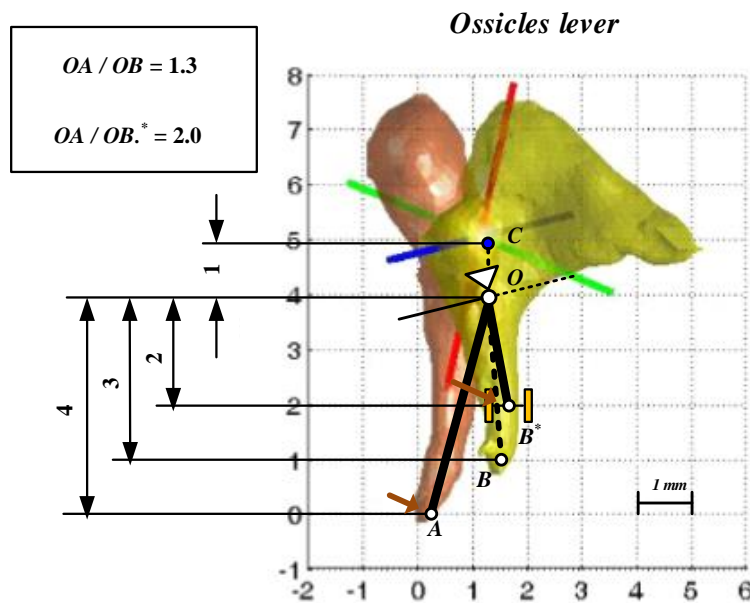 Ossicles lever
OA / OB = 1.3
OA / OB.* = 2.0
8
7
6
5
4
3
2
1
0
-1
-2 -1 0 1 2 3 4 5 6
C
O
B*
B
A
1
2
3
4
1 mm